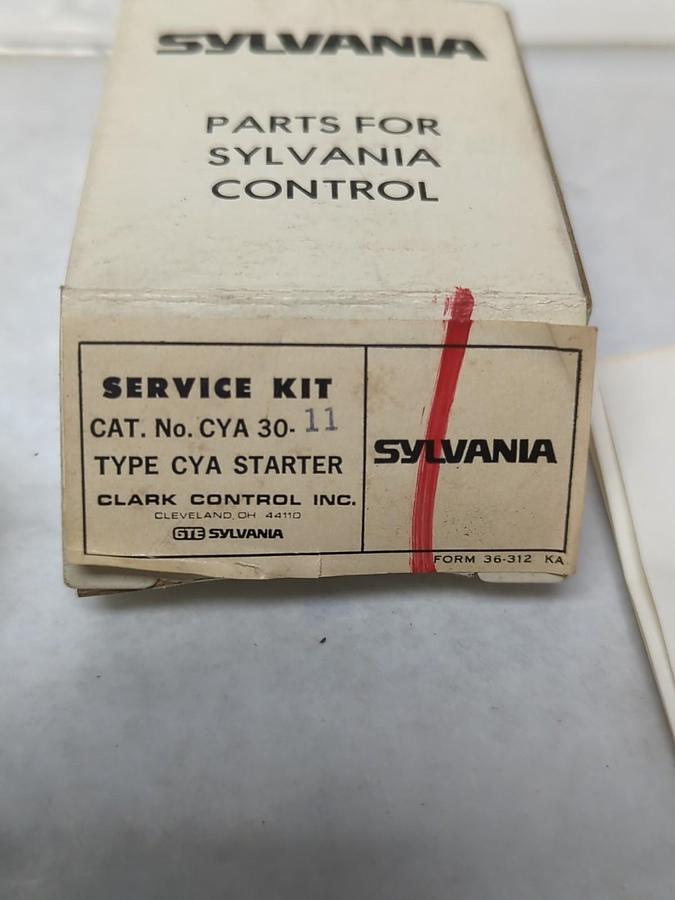 SYLVANIA
PARTS FOR
SYLVANIA
CONTROL
SERVICE KIT
CAT. No. CYA 30-11
TYPE CYA STARTER
CLARK CONTROL INC.
CLEVELAND, OH 44110
GTE SYLVANIA
SYLVANIA
FORM 36-312 KA